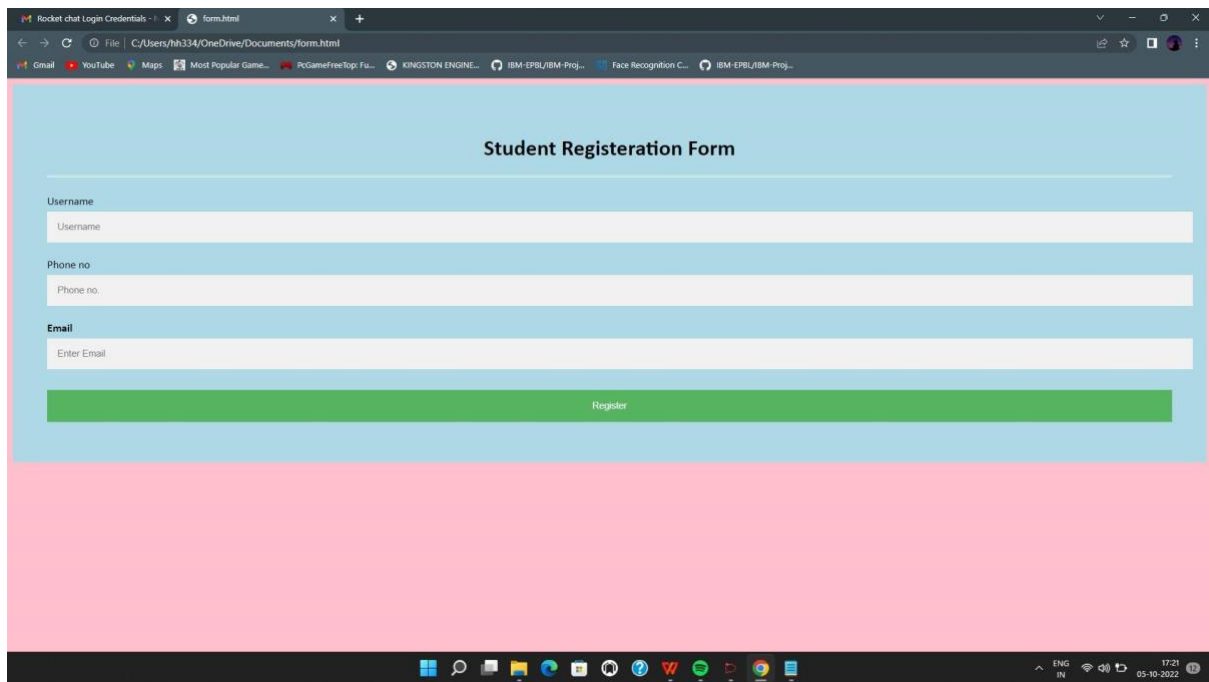 Rocket chat Login Credentials -
form.html
File
C:/Users/hh334/OneDrive/Documents/form.html
Gmail YouTube Maps Most Popular Game... PcGameFreeTop: Fu... KINGSTON ENGINE... IBM-EPBL/IBM-Proj... Face Recognition C... IBM-EPBL/IBM-Proj...
Student Registeration Form
Username
Username
Phone no
Phone no.
Email
Enter Email
Register
ENG
IN
17:21
05-10-2022
12